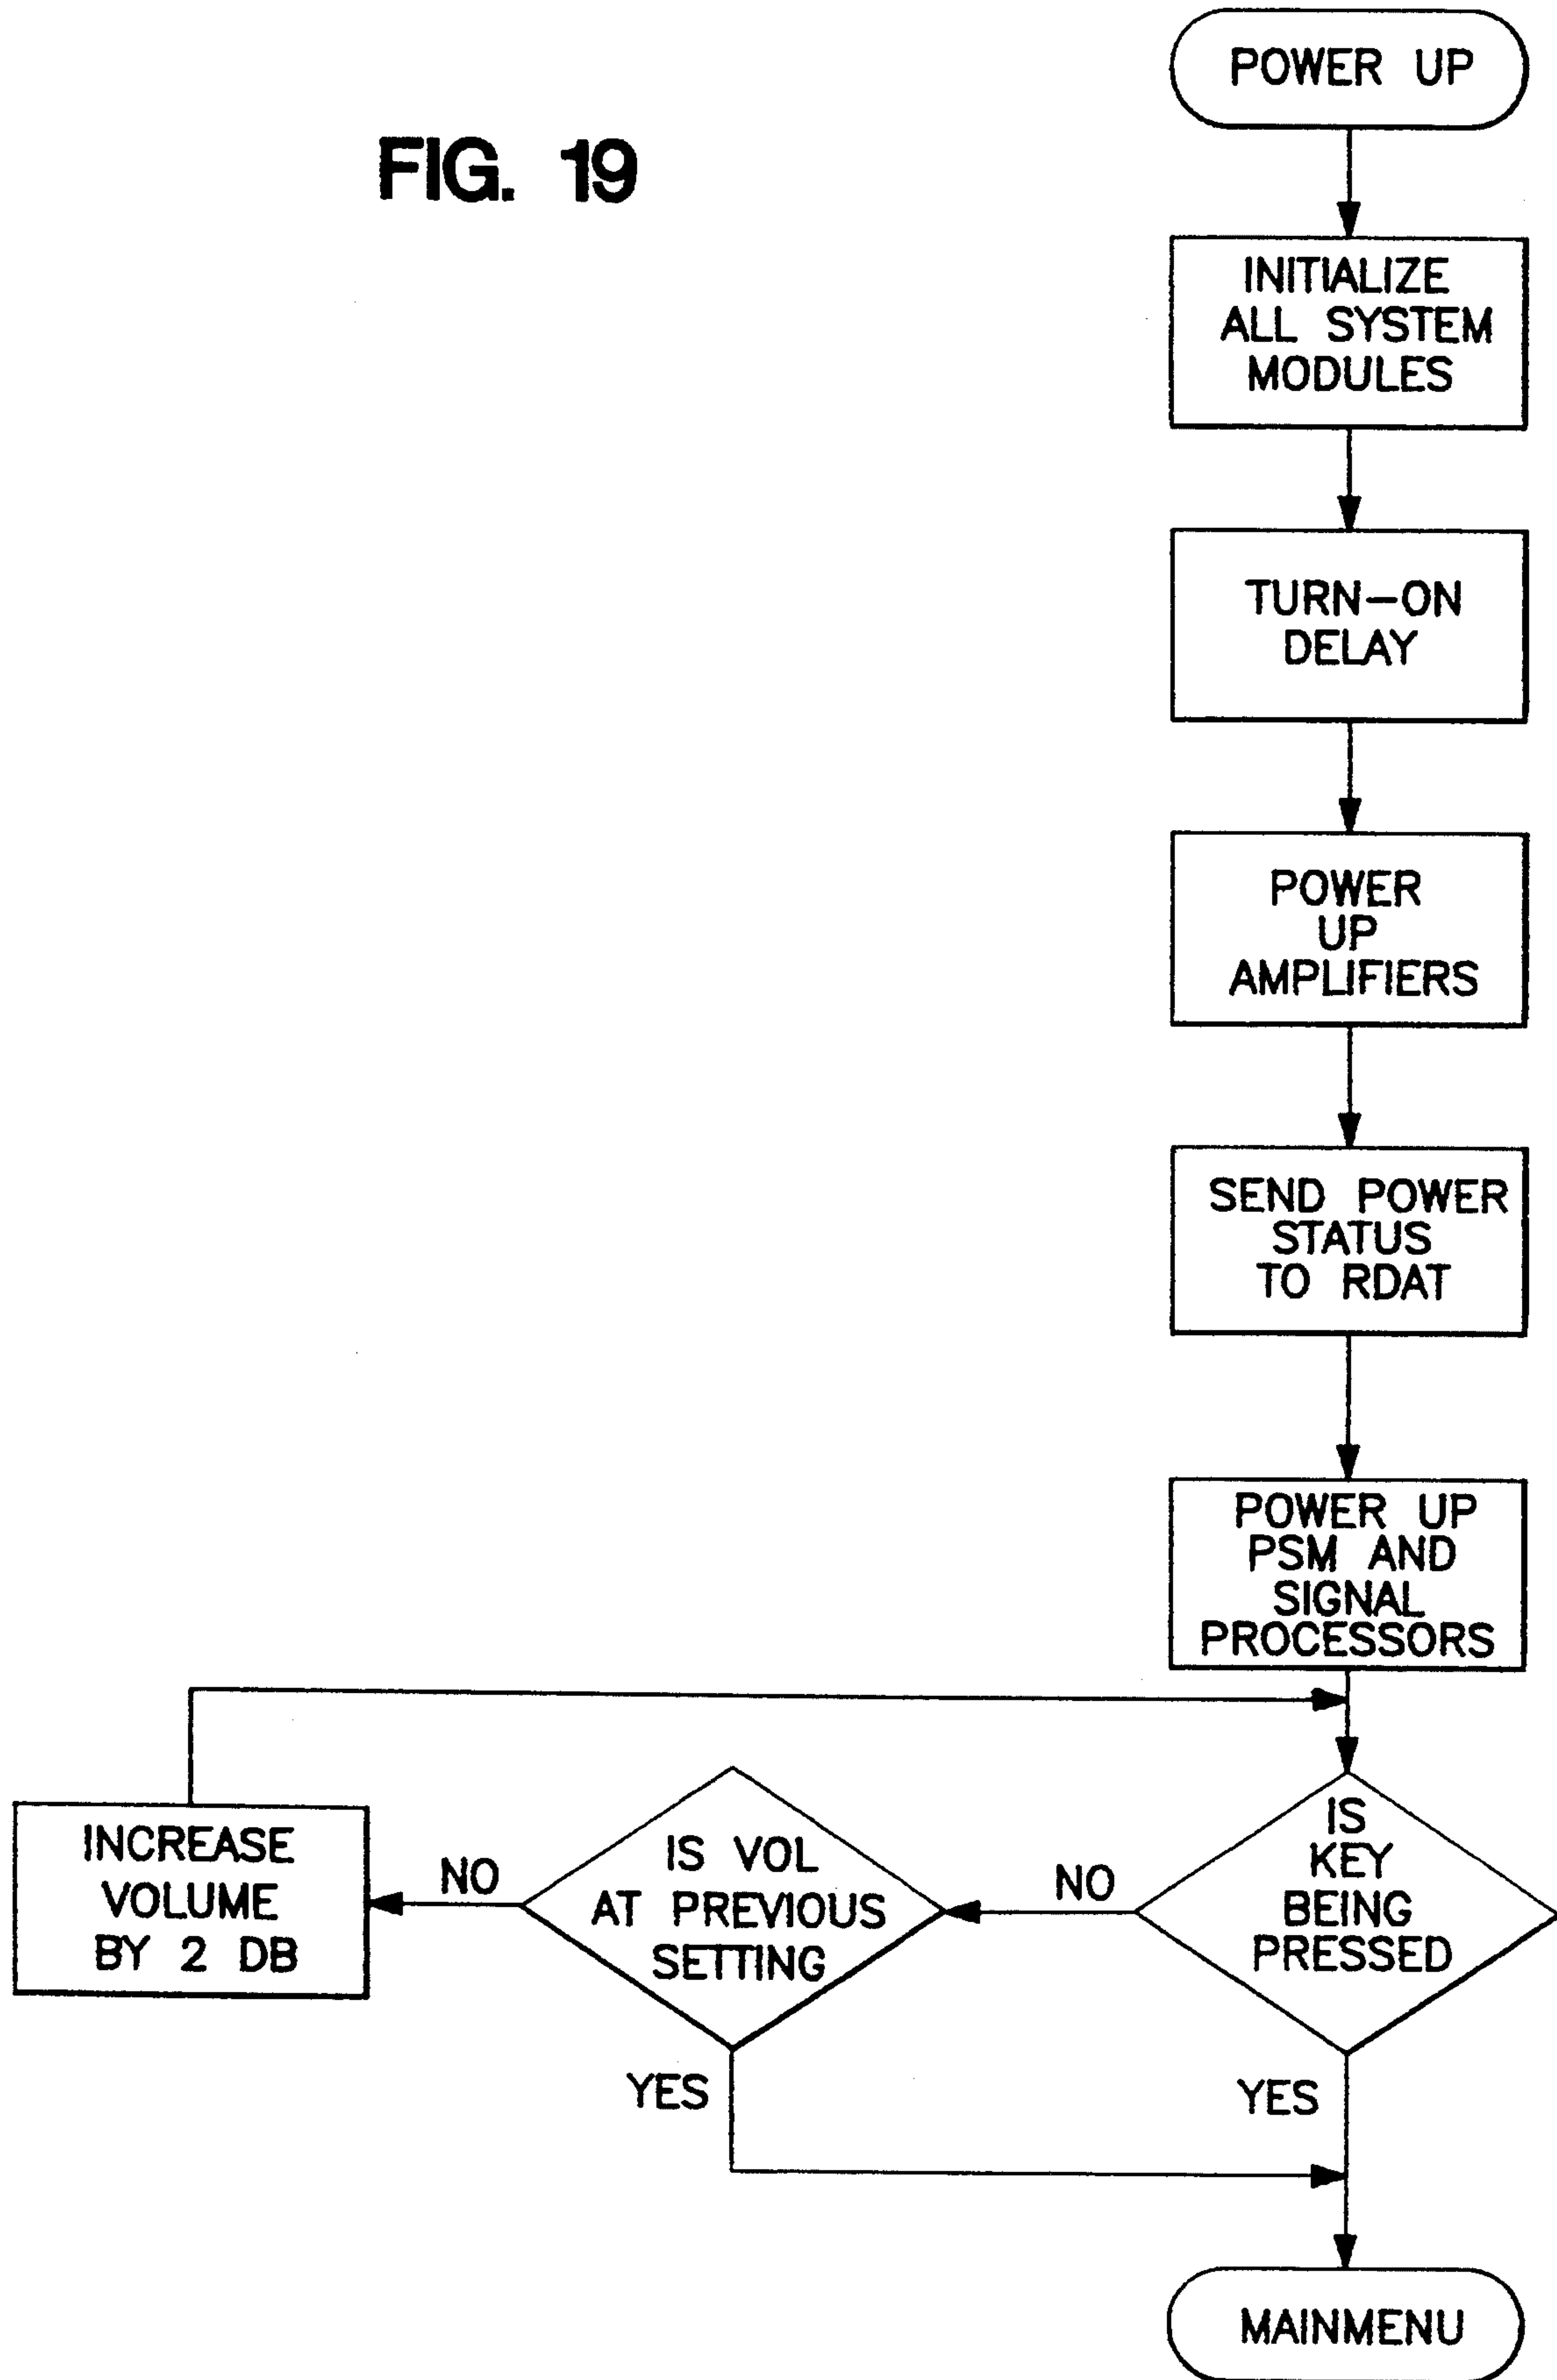 FIG. 19
POWER UP
INITIALIZE
ALL SYSTEM
MODULES
TURN-ON
DELAY
POWER
UP
AMPLIFIERS
SEND POWER
STATUS
TO RDAT
POWER UP
PSM AND
SIGNAL
PROCESSORS
IS
KEY
BEING
PRESSED
NO
IS VOL
AT PREVIOUS
SETTING
NO
INCREASE
VOLUME
BY 2 DB
YES
YES
MAINMENU